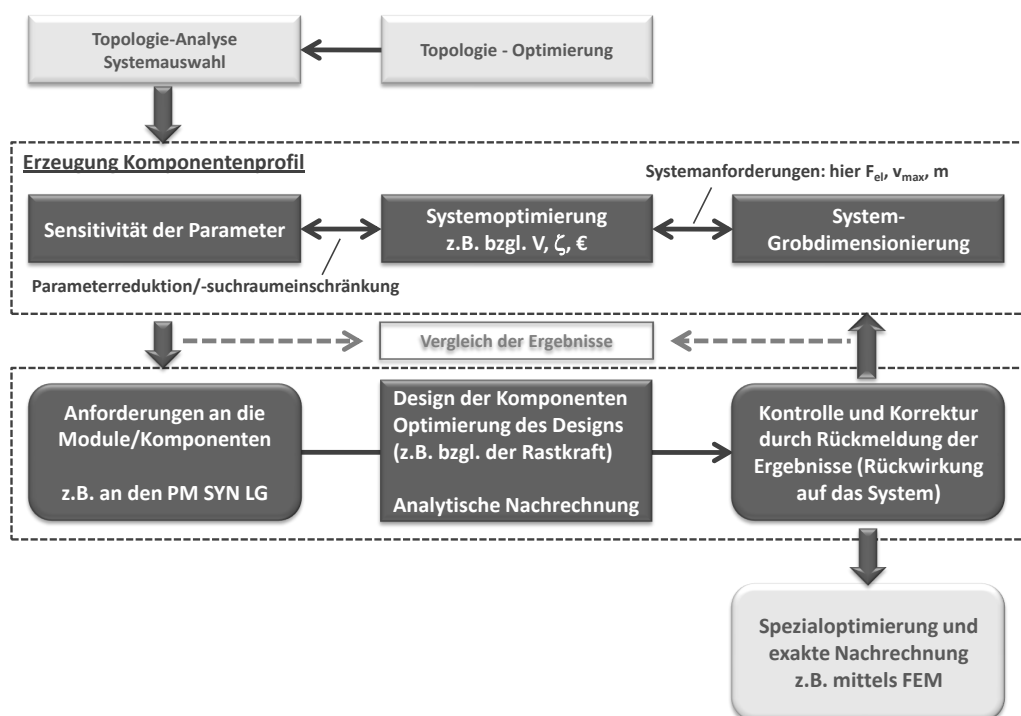 Topologie-Analyse
Systemauswahl
Topologie - Optimierung
Erzeugung Komponentenprofil
Systemanforderungen: hier Fel, vmax, m
Sensitivität der Parameter
Systemoptimierung
z.B. bzgl. V, ζ, €
System-
Grobdimensionierung
Parameterreduktion/-suchraumeinschränkung
Vergleich der Ergebnisse
Anforderungen an die
Module/Komponenten
z.B. an den PM SYN LG
Design der Komponenten
Optimierung des Designs
(z.B. bzgl. der Rastkraft)
Analytische Nachrechnung
Kontrolle und Korrektur
durch Rückmeldung der
Ergebnisse (Rückwirkung
auf das System)
Spezialoptimierung und
exakte Nachrechnung
z.B. mittels FEM